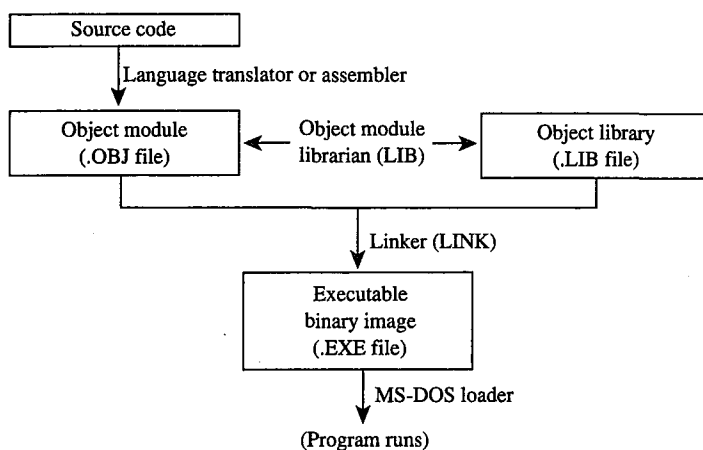 Source code
Language translator or assembler
Object module
(.OBJ file)
Object module
librarian (LIB)
Object library
(.LIB file)
Linker (LINK)
Executable
binary image
(.EXE file)
MS-DOS loader
(Program runs)